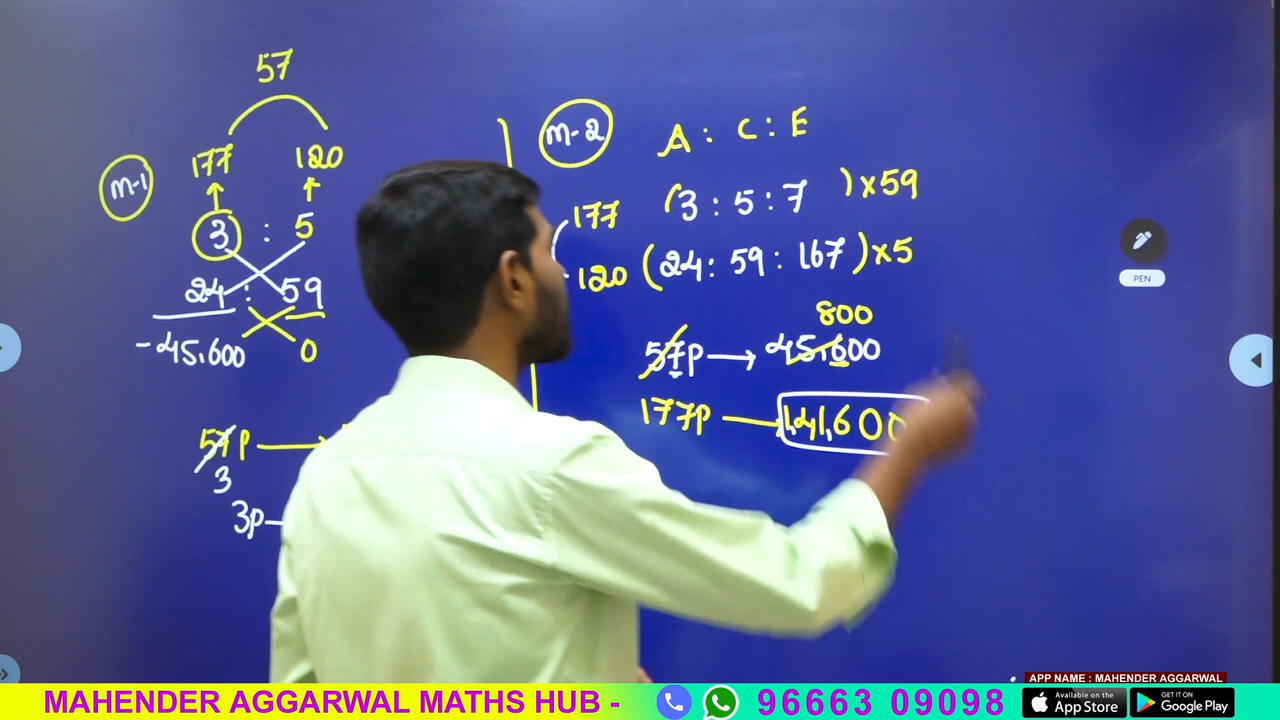 57
M-1
177 120
3 : 5
24 : 59
-45,600 0
57P
3
3P
M-2
A : C : E
177 (3 : 5 : 7 ) x 59
120 (24 : 59 : 167) x 5
800
57P → 45,600
177P → 1,41,600
PEN
APP NAME : MAHENDER AGGARWAL
MAHENDER AGGARWAL MATHS HUB - 96663 09098
Available on the App Store
GET IT ON Google Play